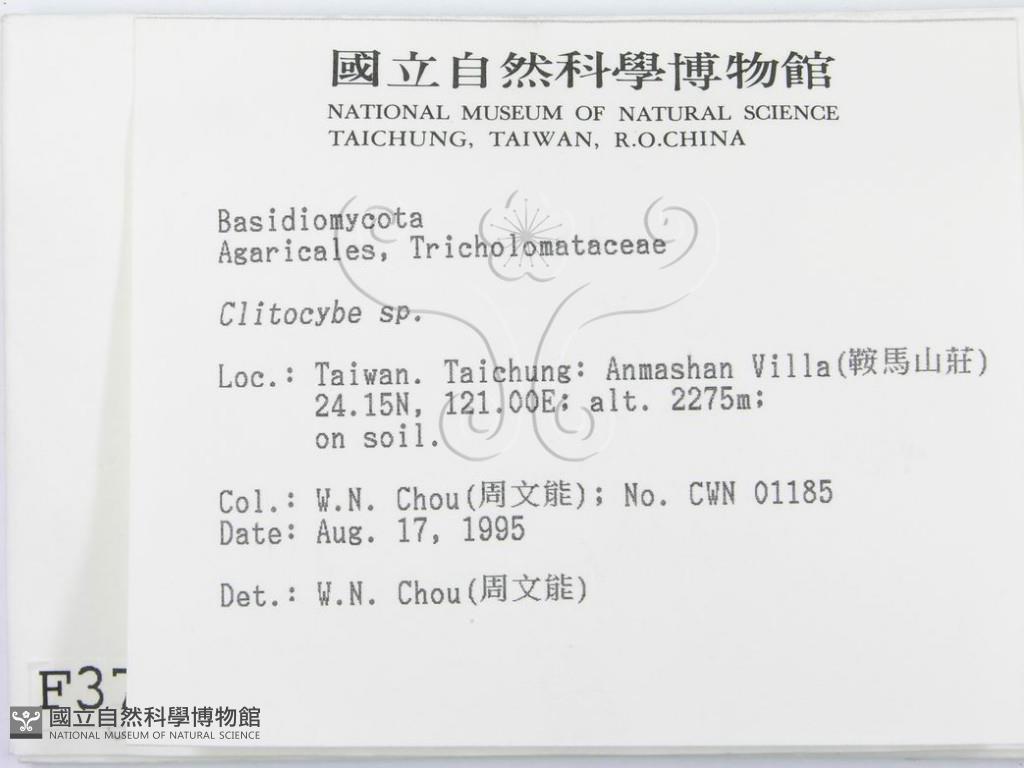 國立自然科學博物館
NATIONAL MUSEUM OF NATURAL SCIENCE
TAICHUNG, TAIWAN, R.O.CHINA
Basidiomycota
Agaricales, Tricholomataceae
Clitocybe sp.
Loc.: Taiwan. Taichung: Anmashan Villa(鞍馬山莊)
24.15N, 121.00E; alt. 2275m;
on soil.
Col.: W.N. Chou(周文能); No. CWN 01185
Date: Aug. 17, 1995
Det.: W.N. Chou(周文能)
F37
國立自然科學博物館
NATIONAL MUSEUM OF NATURAL SCIENCE